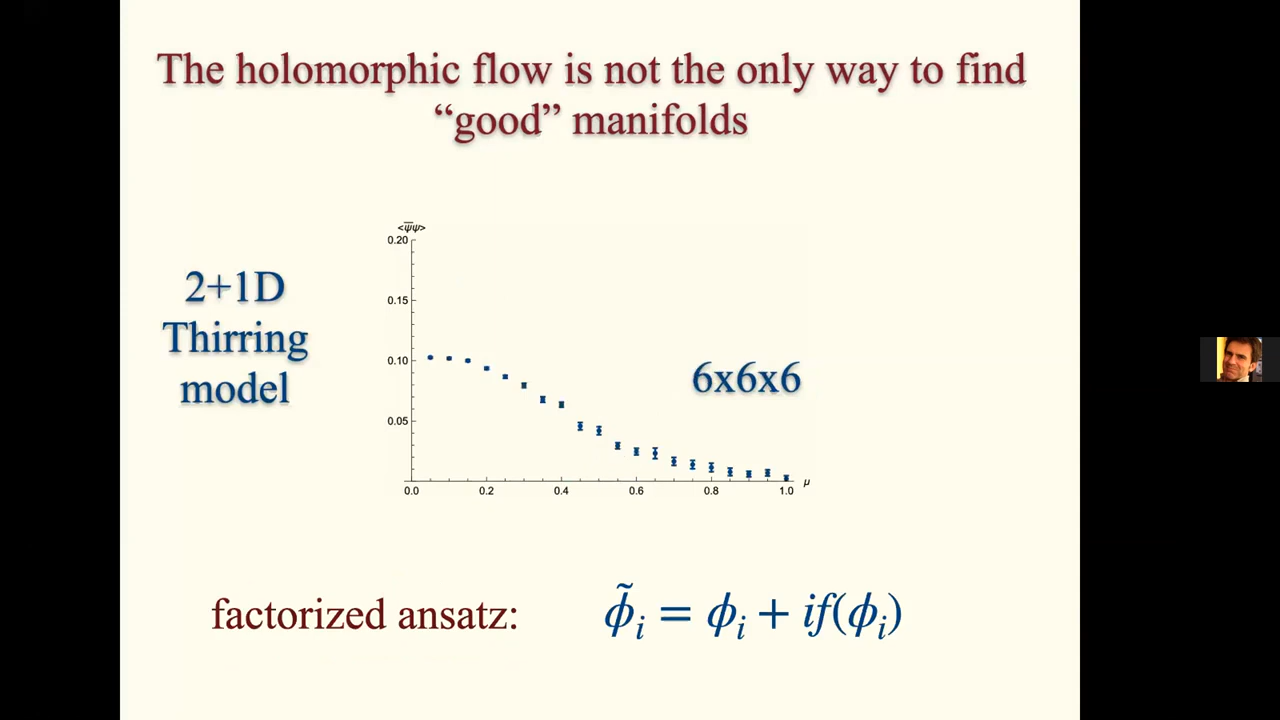 The holomorphic flow is not the only way to find
“good” manifolds
2+1D
Thirring
model
<ψ̅ψ>
0.20
0.15
0.10
0.05
0.0 0.2 0.4 0.6 0.8 1.0 μ
6x6x6
factorized ansatz: ϕ̃ᵢ = ϕᵢ + if(ϕᵢ)